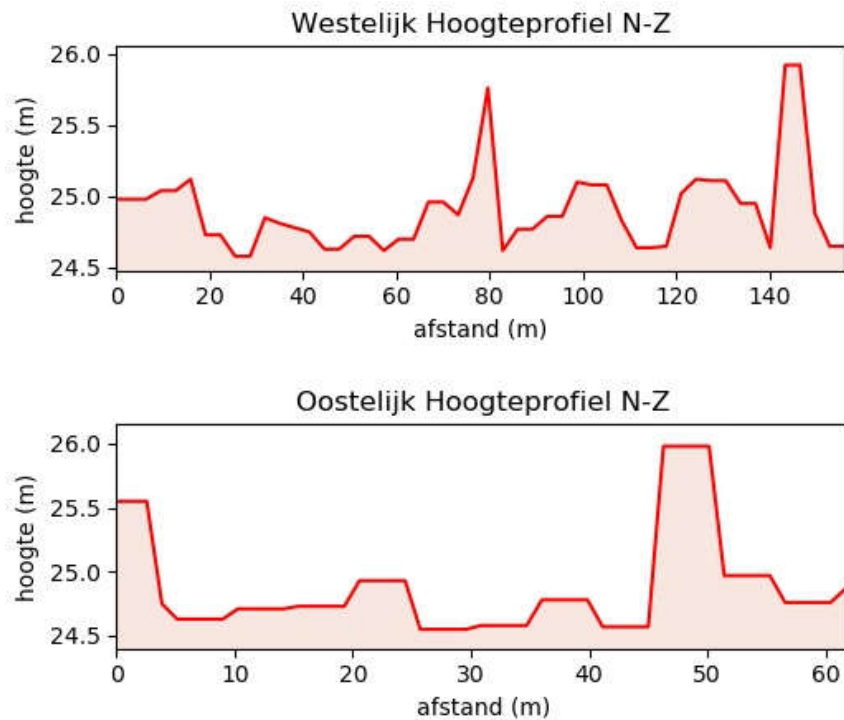 Westelijk Hoogteprofiel N-Z
26.0
25.5
25.0
24.5
hoogte (m)
0 20 40 60 80 100 120 140
afstand (m)
Oostelijk Hoogteprofiel N-Z
26.0
25.5
25.0
24.5
hoogte (m)
0 10 20 30 40 50 60
afstand (m)